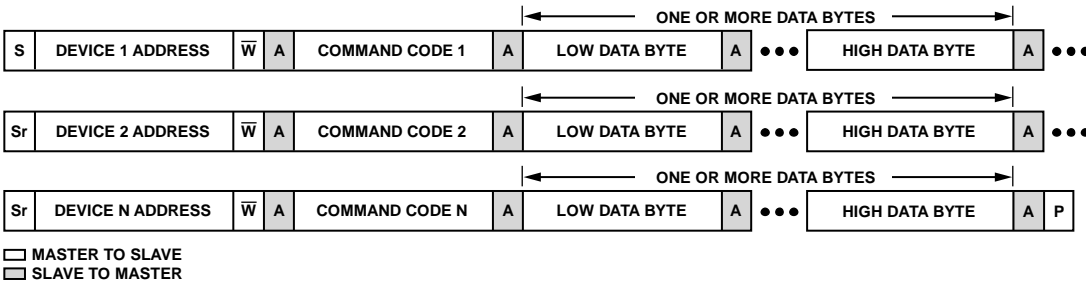 ONE OR MORE DATA BYTES
S DEVICE 1 ADDRESS W̅ A COMMAND CODE 1 A LOW DATA BYTE A ••• HIGH DATA BYTE A •••
ONE OR MORE DATA BYTES
Sr DEVICE 2 ADDRESS W̅ A COMMAND CODE 2 A LOW DATA BYTE A ••• HIGH DATA BYTE A •••
ONE OR MORE DATA BYTES
Sr DEVICE N ADDRESS W̅ A COMMAND CODE N A LOW DATA BYTE A ••• HIGH DATA BYTE A P
MASTER TO SLAVE
SLAVE TO MASTER